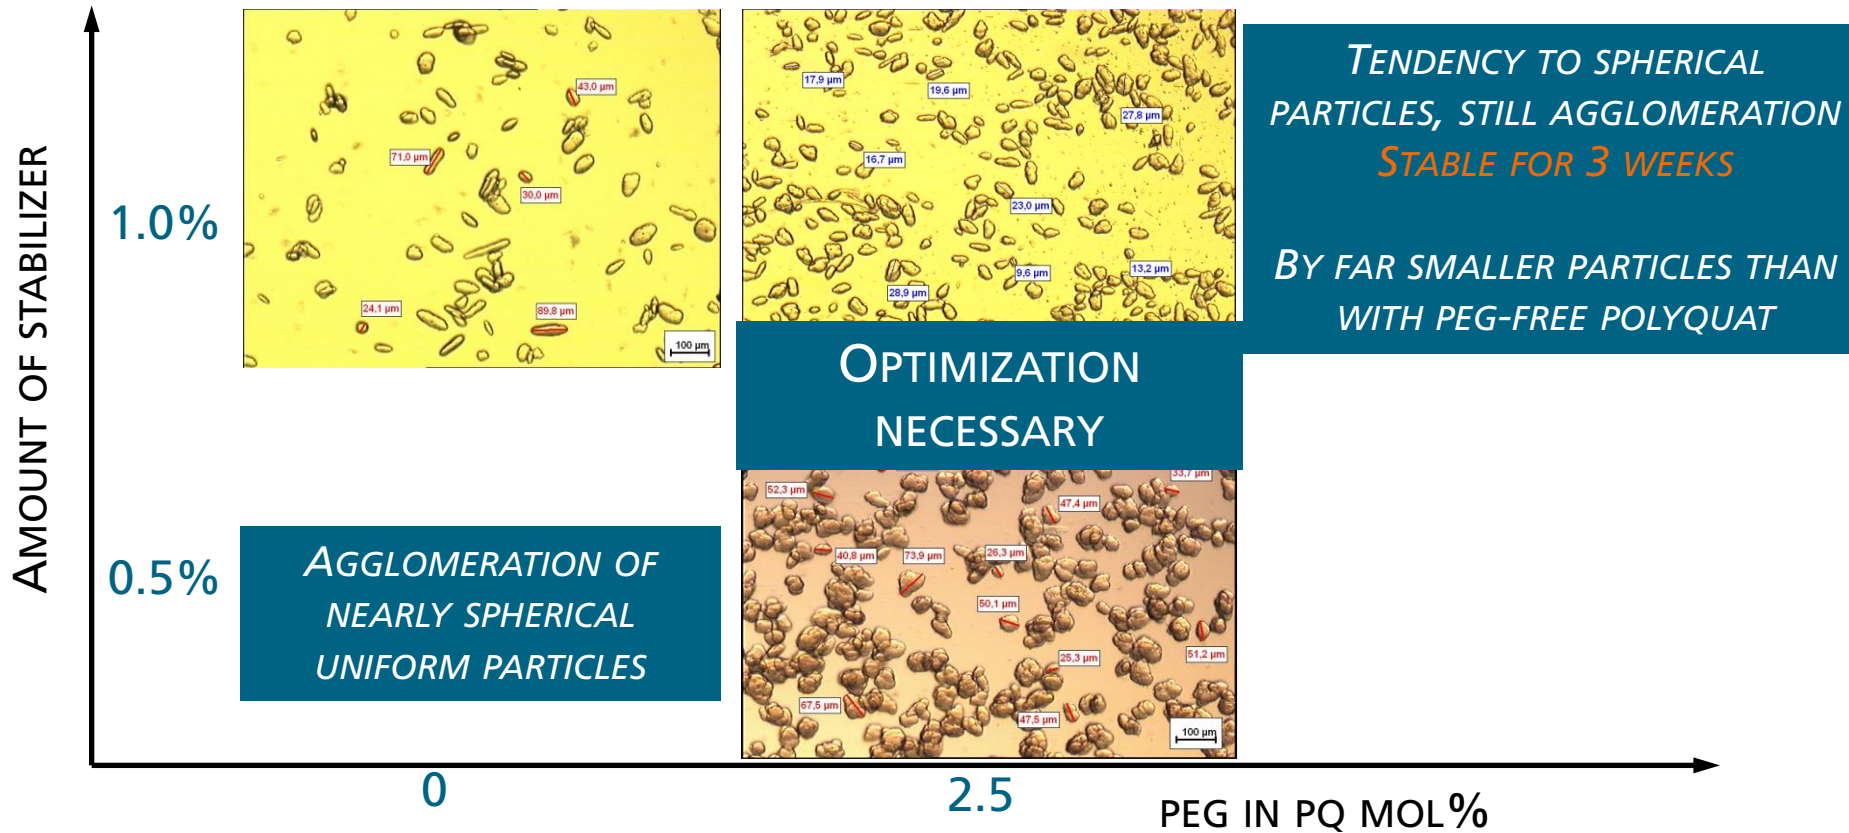 AMOUNT OF STABILIZER
1.0%
0.5%
43,0 µm
71,0 µm
30,0 µm
24,1 µm
89,8 µm
100 µm
17,9 µm
19,6 µm
27,8 µm
16,7 µm
23,0 µm
9,6 µm
13,2 µm
28,9 µm
TENDENCY TO SPHERICAL
PARTICLES, STILL AGGLOMERATION
STABLE FOR 3 WEEKS
BY FAR SMALLER PARTICLES THAN
WITH PEG-FREE POLYQUAT
OPTIMIZATION
NECESSARY
AGGLOMERATION OF
NEARLY SPHERICAL
UNIFORM PARTICLES
52,3 µm
33,7 µm
47,4 µm
40,8 µm
73,9 µm
26,3 µm
50,1 µm
51,2 µm
25,3 µm
67,5 µm
47,5 µm
100 µm
0
2.5
PEG IN PQ MOL%